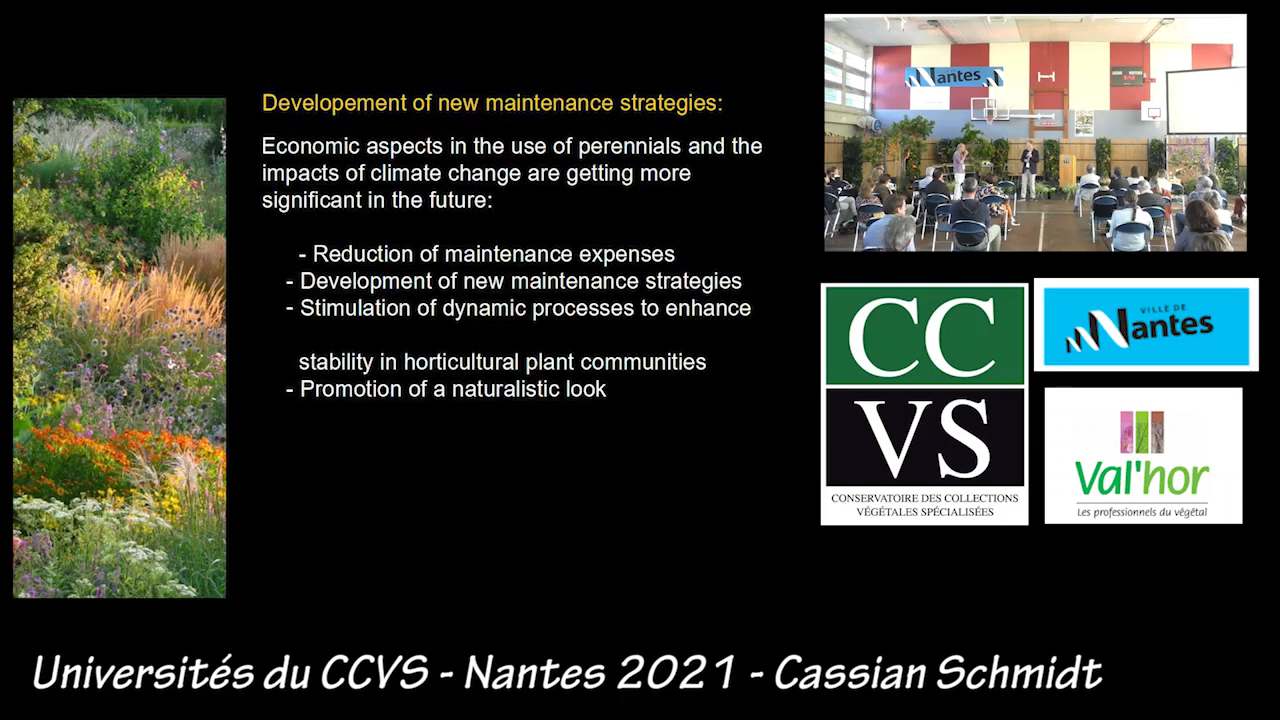 Developement of new maintenance strategies:
Economic aspects in the use of perennials and the
impacts of climate change are getting more
significant in the future:
- Reduction of maintenance expenses
- Development of new maintenance strategies
- Stimulation of dynamic processes to enhance
stability in horticultural plant communities
- Promotion of a naturalistic look
Nantes
CC
VS
CONSERVATOIRE DES COLLECTIONS
VÉGÉTALES SPÉCIALISÉES
VILLE DE
Nantes
Val'hor
Les professionnels du végétal
Universités du CCVS - Nantes 2021 - Cassian Schmidt